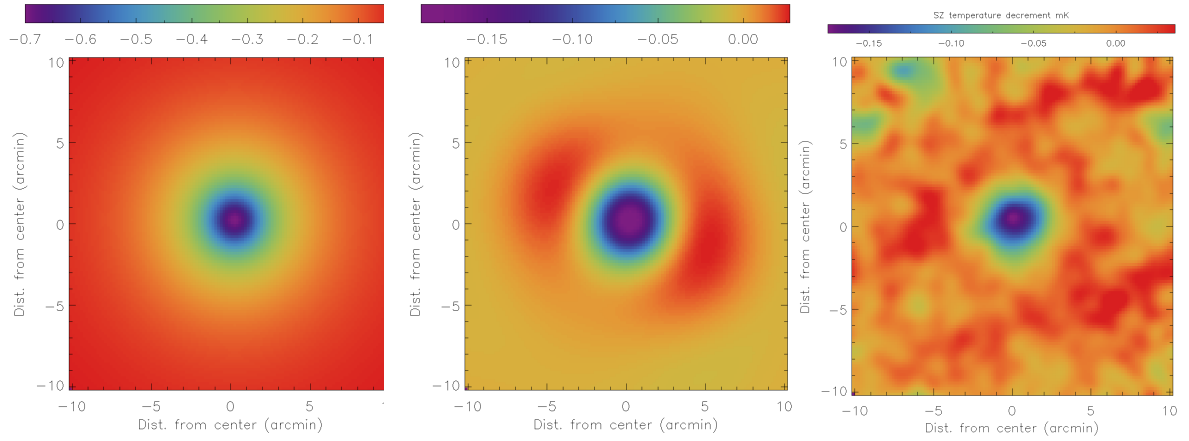 SZ temperature decrement mK
−0.7 −0.6 −0.5 −0.4 −0.3 −0.2 −0.1
−0.15 −0.10 −0.05 0.00
−0.15 −0.10 −0.05 0.00
10
5
0
−5
−10
Dist. from center (arcmin)
−10 −5 0 5
Dist. from center (arcmin)
10
5
0
−5
−10
Dist. from center (arcmin)
−10 −5 0 5 10
Dist. from center (arcmin)
10
5
0
−5
−10
Dist. from center (arcmin)
−10 −5 0 5 10
Dist. from center (arcmin)